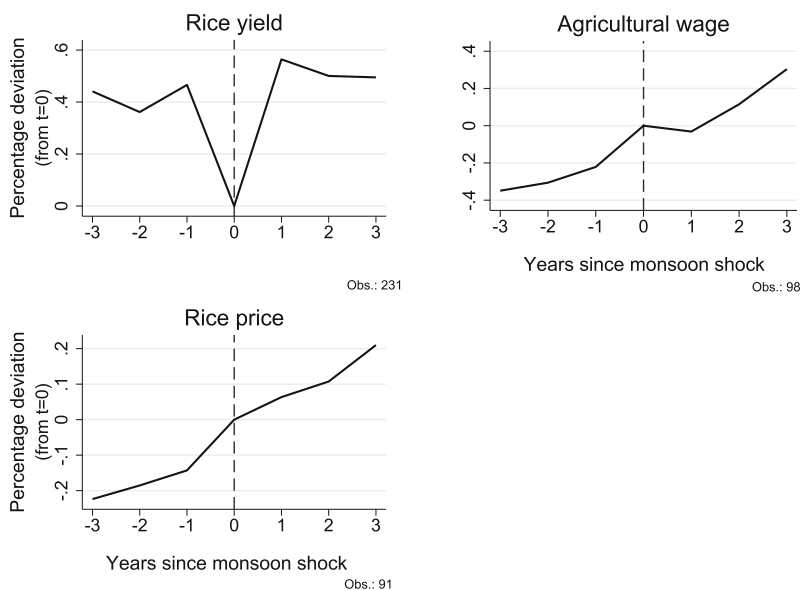 Rice yield
Percentage deviation
(from t=0)
.6
.4
.2
0
-3 -2 -1 0 1 2 3
Obs.: 231
Agricultural wage
.4
.2
0
-.2
-.4
-3 -2 -1 0 1 2 3
Years since monsoon shock
Obs.: 98
Rice price
Percentage deviation
(from t=0)
.2
.1
0
-.1
-.2
-3 -2 -1 0 1 2 3
Years since monsoon shock
Obs.: 91